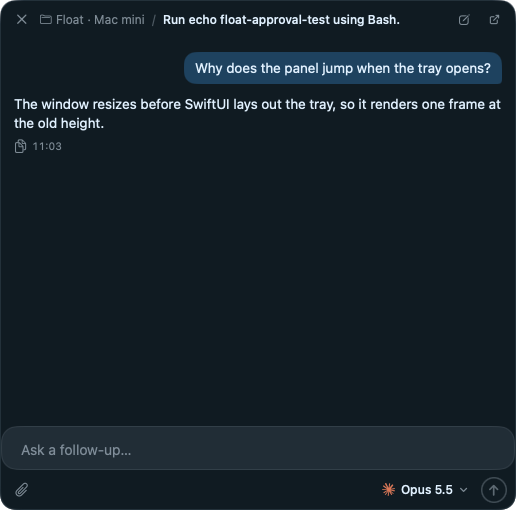 Float · Mac mini / Run echo float-approval-test using Bash.
Why does the panel jump when the tray opens?
The window resizes before SwiftUI lays out the tray, so it renders one frame at
the old height.
11:03
Ask a follow-up...
Opus 5.5